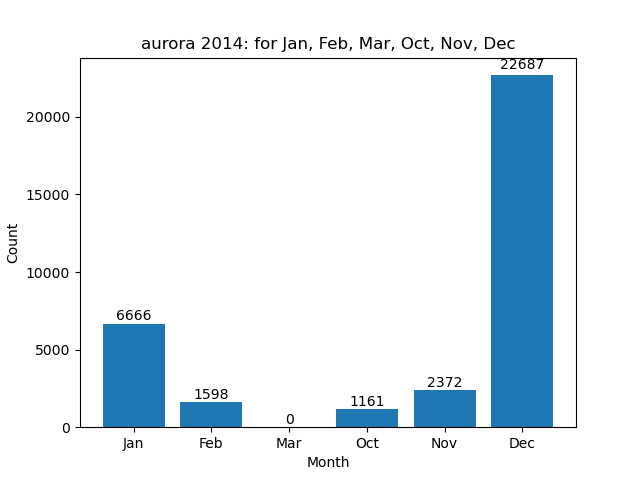 aurora 2014: for Jan, Feb, Mar, Oct, Nov, Dec
22687
20000
15000
Count
10000
6666
5000
2372
1598
1161
0
0
Jan Feb Mar Oct Nov Dec
Month